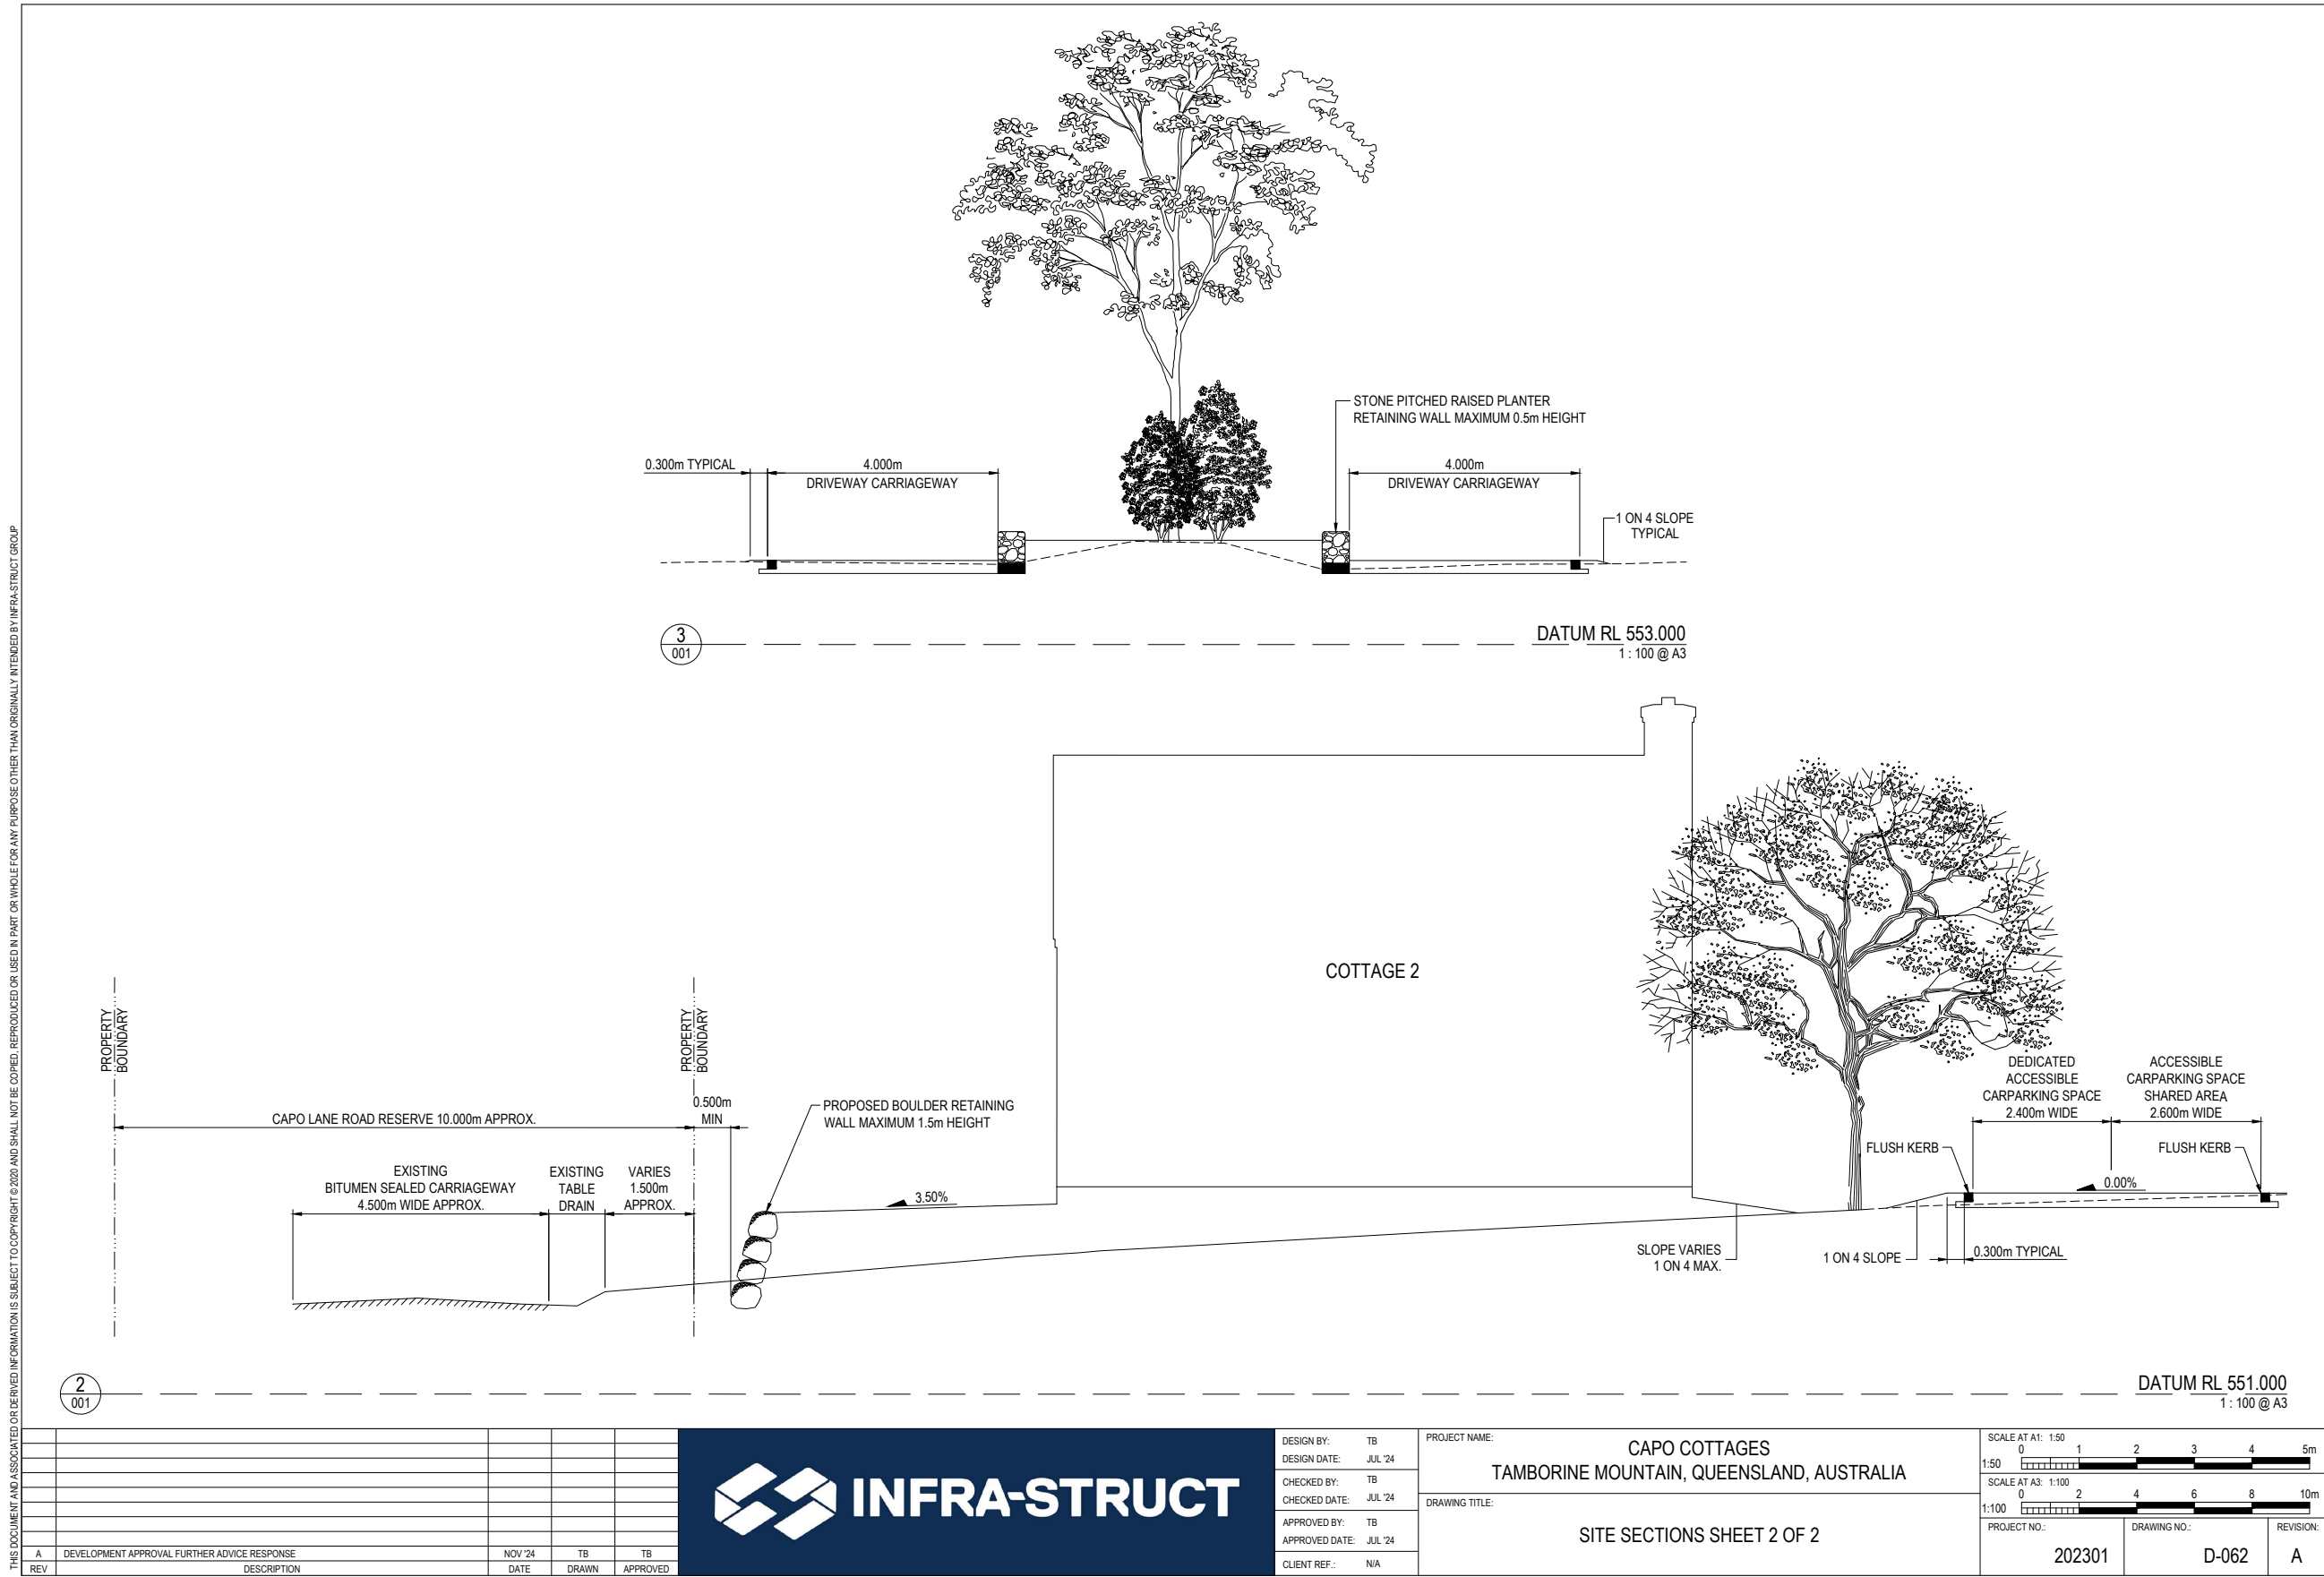 THIS DOCUMENT AND ASSOCIATED OR DERIVED INFORMATION IS SUBJECT TO COPYRIGHT © 2020 AND SHALL NOT BE COPIED, REPRODUCED OR USED IN PART OR WHOLE FOR ANY PURPOSE OTHER THAN ORIGINALLY INTENDED BY INFRA-STRUCT GROUP
STONE PITCHED RAISED PLANTER
RETAINING WALL MAXIMUM 0.5m HEIGHT
0.300m TYPICAL
4.000m
DRIVEWAY CARRIAGEWAY
4.000m
DRIVEWAY CARRIAGEWAY
1 ON 4 SLOPE
TYPICAL
3
001
DATUM RL 553.000
1 : 100 @ A3
COTTAGE 2
PROPERTY
BOUNDARY
PROPERTY
BOUNDARY
CAPO LANE ROAD RESERVE 10.000m APPROX.
0.500m
MIN
PROPOSED BOULDER RETAINING
WALL MAXIMUM 1.5m HEIGHT
EXISTING
BITUMEN SEALED CARRIAGEWAY
4.500m WIDE APPROX.
EXISTING
TABLE
DRAIN
VARIES
1.500m
APPROX.
3.50%
DEDICATED
ACCESSIBLE
CARPARKING SPACE
2.400m WIDE
ACCESSIBLE
CARPARKING SPACE
SHARED AREA
2.600m WIDE
FLUSH KERB
FLUSH KERB
0.00%
SLOPE VARIES
1 ON 4 MAX.
1 ON 4 SLOPE
0.300m TYPICAL
2
001
DATUM RL 551.000
1 : 100 @ A3
A DEVELOPMENT APPROVAL FURTHER ADVICE RESPONSE NOV '24 TB TB
REV DESCRIPTION DATE DRAWN APPROVED
INFRA-STRUCT
DESIGN BY: TB
DESIGN DATE: JUL '24
CHECKED BY: TB
CHECKED DATE: JUL '24
APPROVED BY: TB
APPROVED DATE: JUL '24
CLIENT REF.: N/A
PROJECT NAME:
CAPO COTTAGES
TAMBORINE MOUNTAIN, QUEENSLAND, AUSTRALIA
DRAWING TITLE:
SITE SECTIONS SHEET 2 OF 2
SCALE AT A1: 1:50
0 1 2 3 4 5m
1:50
SCALE AT A3: 1:100
0 2 4 6 8 10m
1:100
PROJECT NO.:
202301
DRAWING NO.:
D-062
REVISION:
A